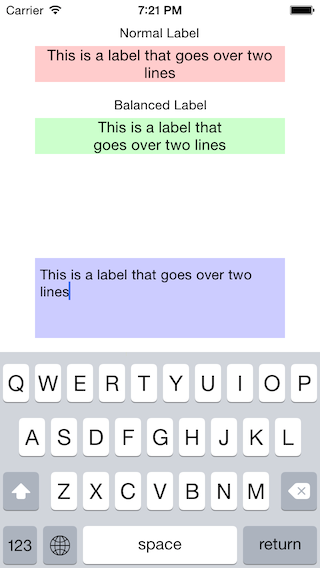 Carrier 7:21 PM
Normal Label
This is a label that goes over two
lines
Balanced Label
This is a label that
goes over two lines
This is a label that goes over two
lines
Q W E R T Y U I O P
A S D F G H J K L
Z X C V B N M
123 space return